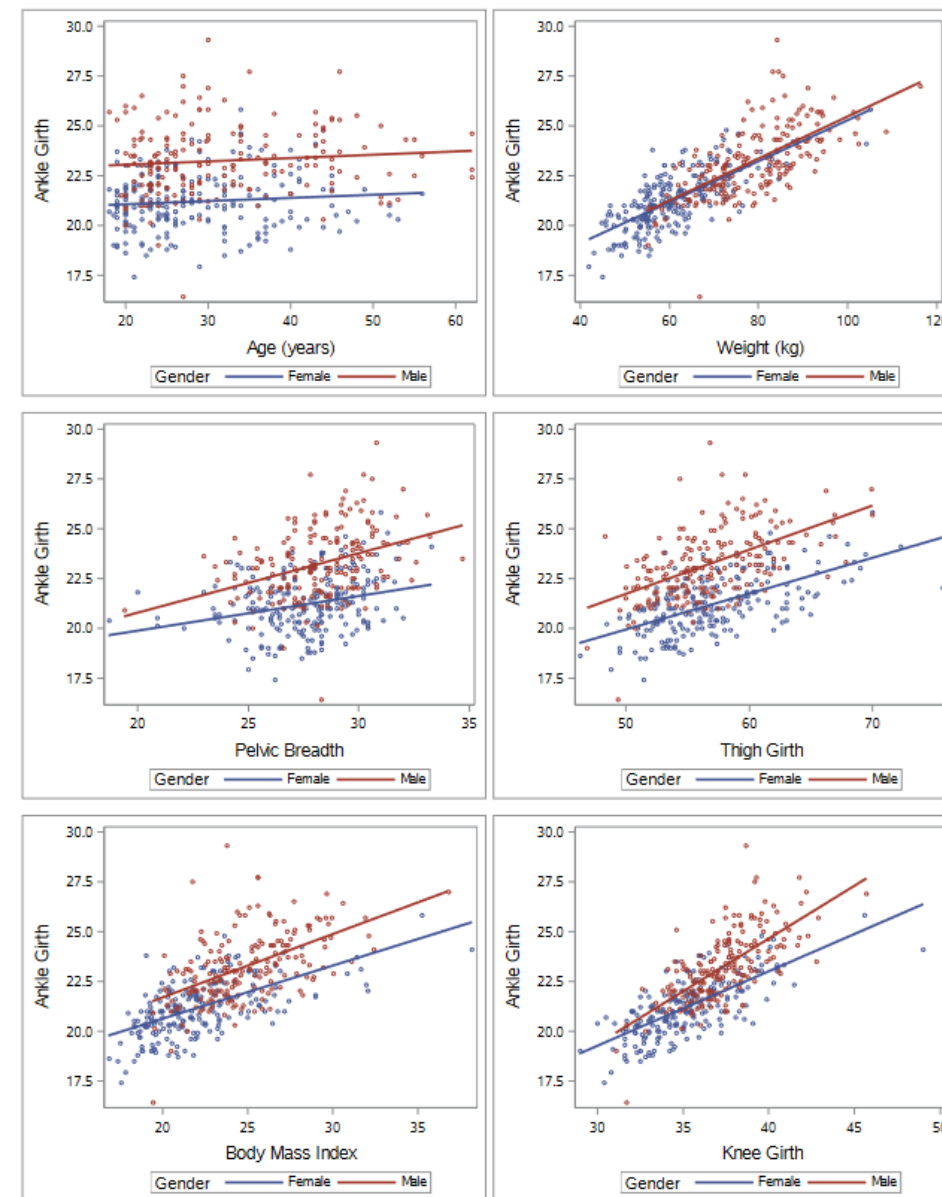 30.0
27.5
25.0
22.5
20.0
17.5
Ankle Girth
20 30 40 50 60
Age (years)
Gender Female Male
30.0
27.5
25.0
22.5
20.0
17.5
Ankle Girth
40 60 80 100 120
Weight (kg)
Gender Female Male
30.0
27.5
25.0
22.5
20.0
17.5
Ankle Girth
20 25 30 35
Pelvic Breadth
Gender Female Male
30.0
27.5
25.0
22.5
20.0
17.5
Ankle Girth
50 60 70
Thigh Girth
Gender Female Male
30.0
27.5
25.0
22.5
20.0
17.5
Ankle Girth
20 25 30 35
Body Mass Index
Gender Female Male
30.0
27.5
25.0
22.5
20.0
17.5
Ankle Girth
30 35 40 45
Knee Girth
Gender Female Male